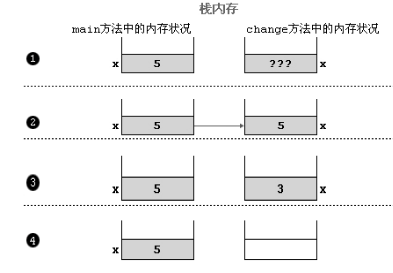 栈内存
main方法中的内存状况 change方法中的内存状况
❶ x 5 ??? x
❷ x 5 5 x
❸ x 5 3 x
❹ x 5